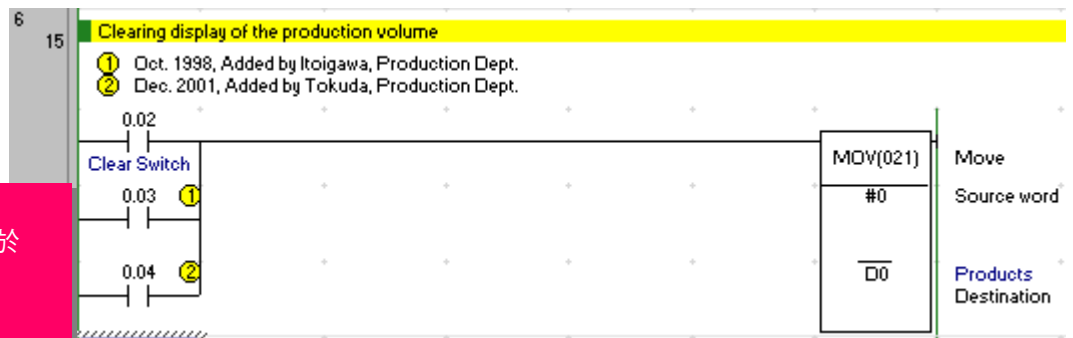 6
15
Clearing display of the production volume
1 Oct. 1998, Added by Itoigawa, Production Dept.
2 Dec. 2001, Added by Tokuda, Production Dept.
0.02
Clear Switch
MOV(021) Move
0.03 1
#0 Source word
於
0.04 2
D0 Products
Destination